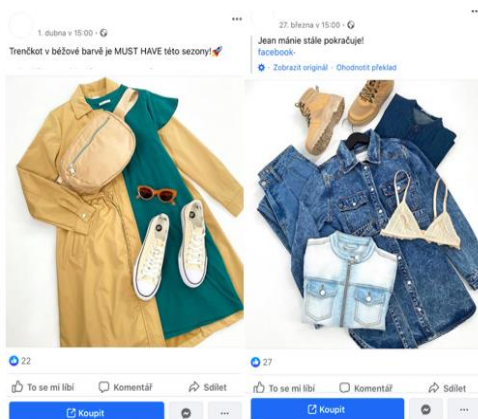 1. dubna v 15:00 ·
Trenčkot v béžové barvě je MUST HAVE této sezony!🚀
22
To se mi líbí Komentář Sdílet
Koupit
27. března v 15:00 ·
Jean mánie stále pokračuje!
facebook-
· Zobrazit originál · Ohodnotit překlad
27
To se mi líbí Komentář Sdílet
Koupit